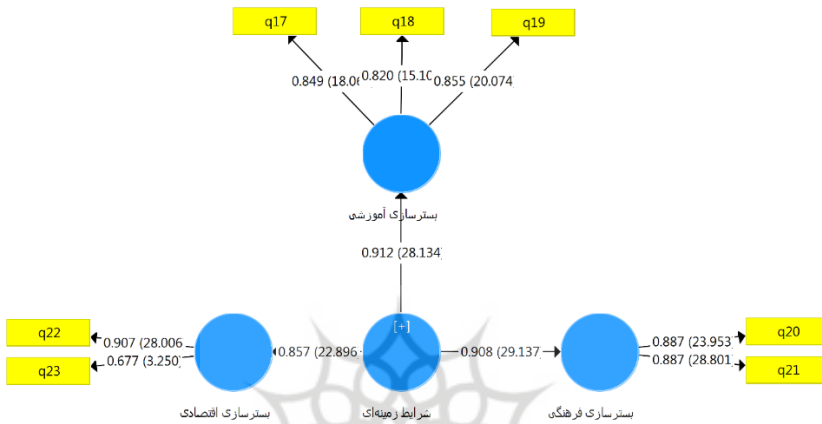 q17
q18
q19
0.849 (18.06
0.820 (15.10
0.855 (20.074
بسترسازی آموزشی
0.912 (28.134
[+]
q22
q23
0.907 (28.006
0.677 (3.250)
0.857 (22.896
0.908 (29.137
0.887 (23.953)
0.887 (28.801)
q20
q21
بسترسازی اقتصادی
شرایط زمینه‌ای
بسترسازی فرهنگی